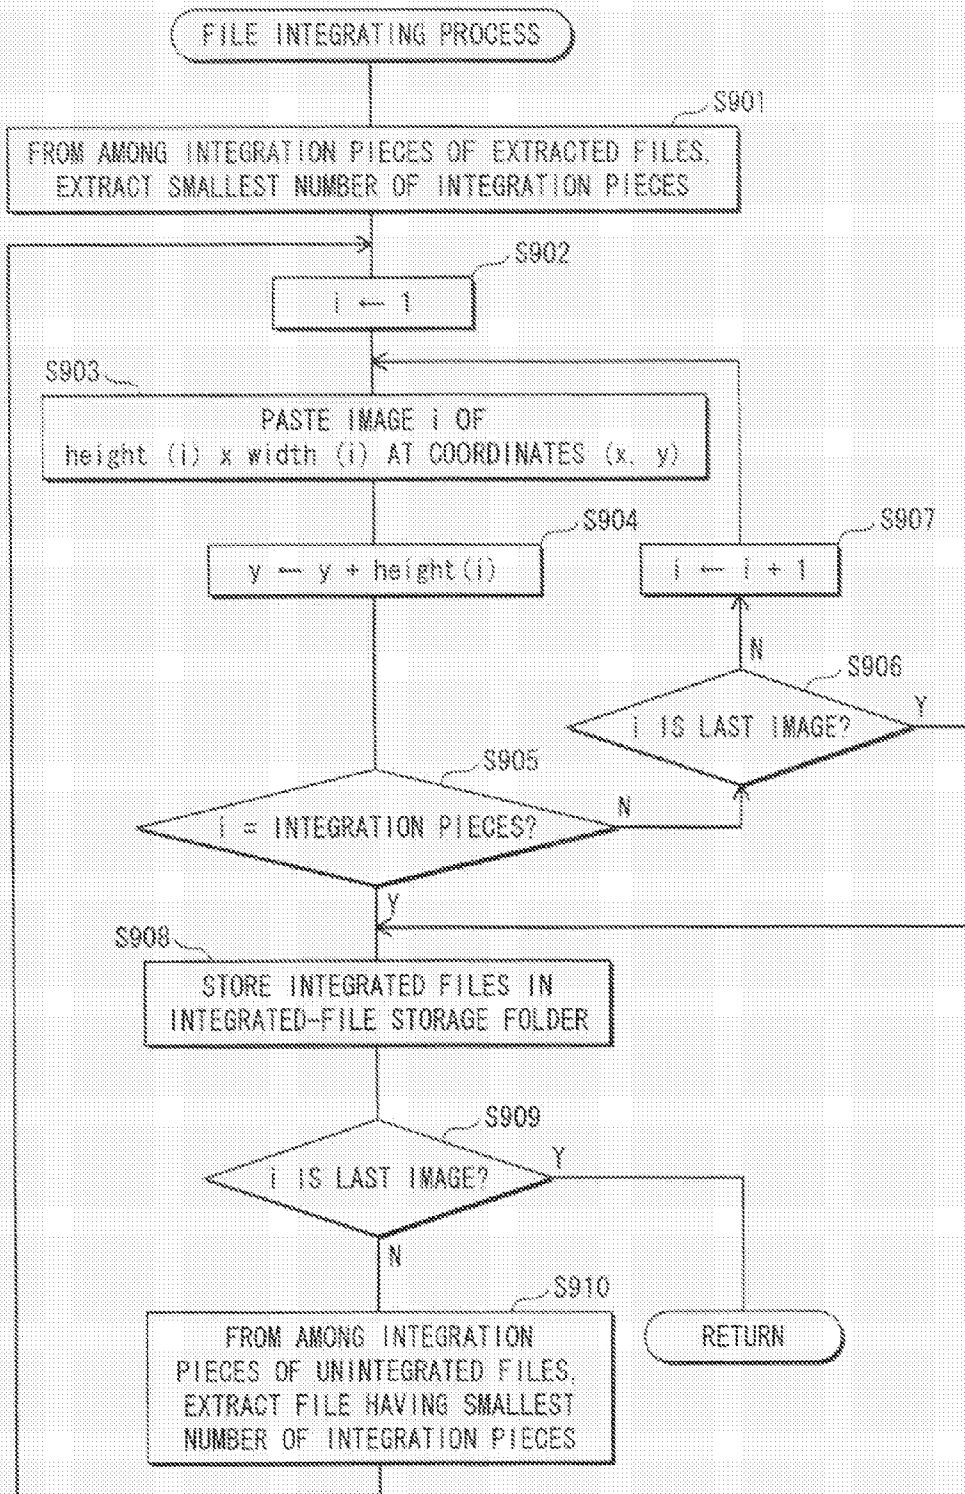 FILE INTEGRATING PROCESS
S901
FROM AMONG INTEGRATION PIECES OF EXTRACTED FILES,
EXTRACT SMALLEST NUMBER OF INTEGRATION PIECES
S902
i ← 1
S903
PASTE IMAGE i OF
height (i) x width (i) AT COORDINATES (x, y)
S904
y ← y + height(i)
S907
i ← i + 1
N
S906
i IS LAST IMAGE?
Y
S905
i = INTEGRATION PIECES?
N
Y
S908
STORE INTEGRATED FILES IN
INTEGRATED-FILE STORAGE FOLDER
S909
i IS LAST IMAGE?
Y
N
S910
FROM AMONG INTEGRATION
PIECES OF UNINTEGRATED FILES,
EXTRACT FILE HAVING SMALLEST
NUMBER OF INTEGRATION PIECES
RETURN